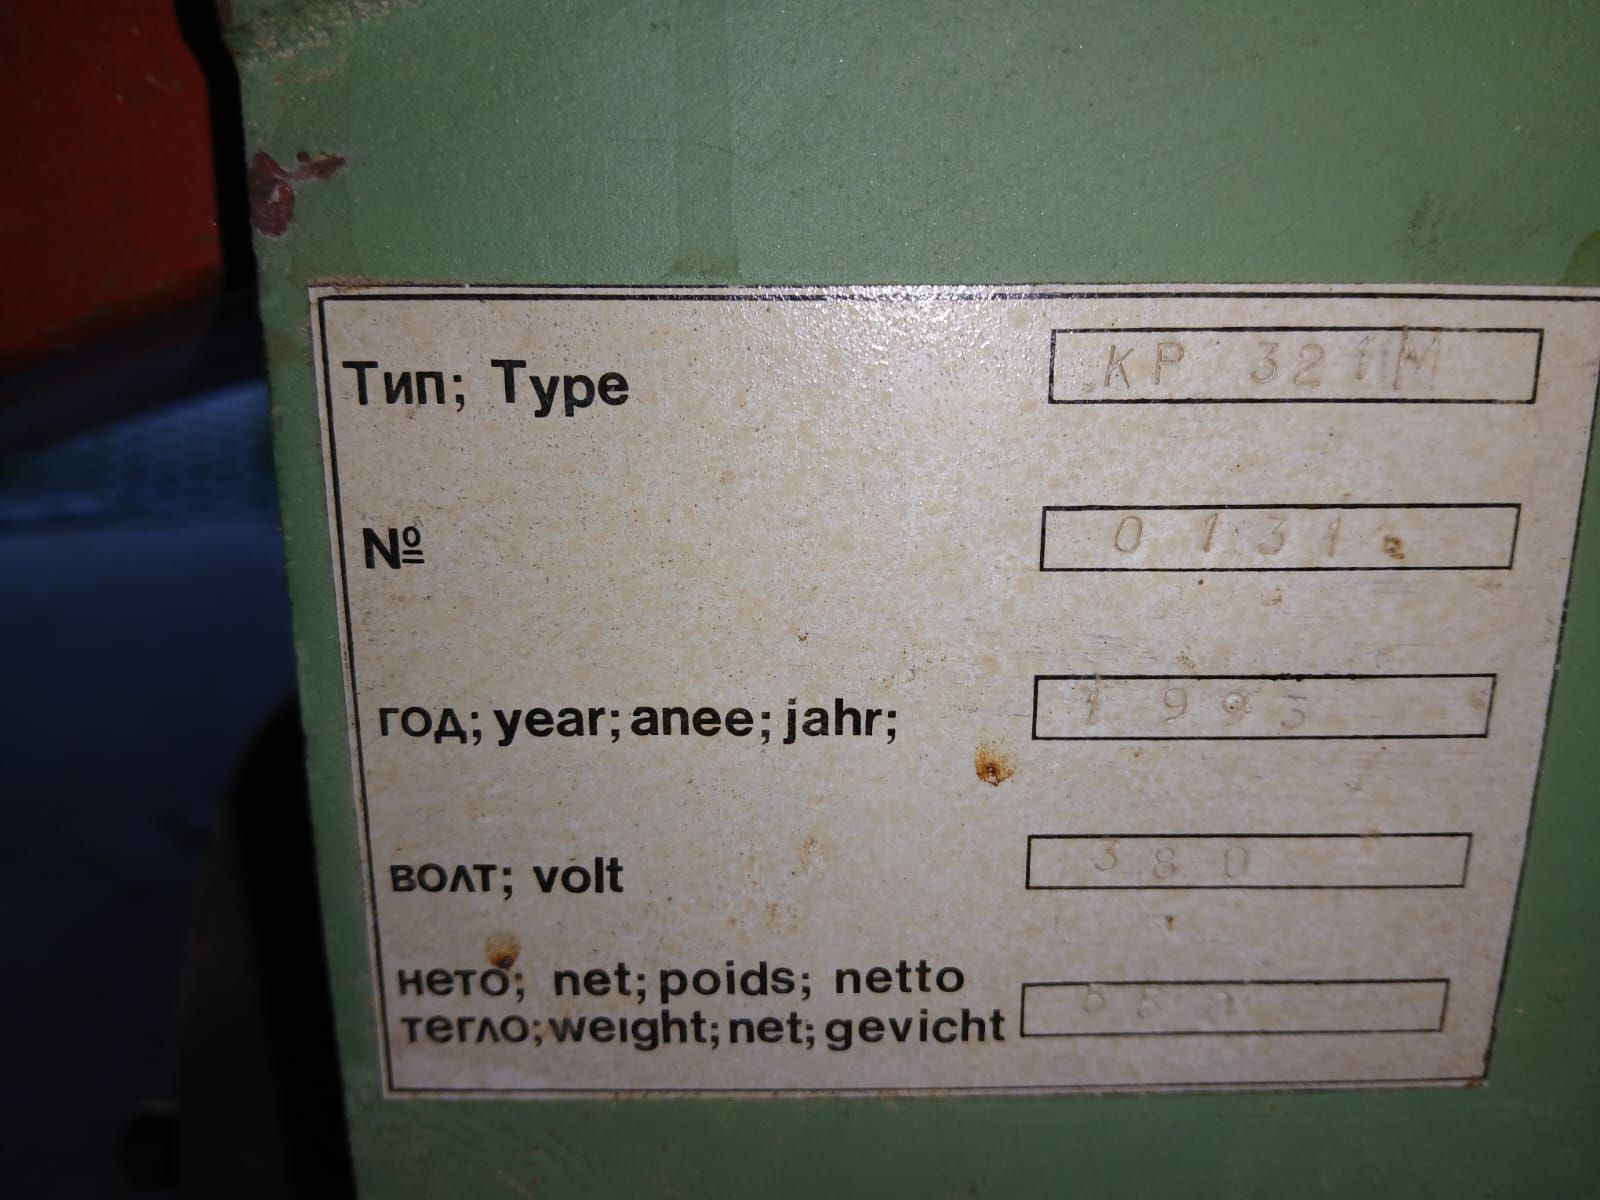 Тип; Type KP 321M
№ 0131
год; year; anee; jahr; 1993
волт; volt 380
нето; net; poids; netto
тегло; weight; net; gevicht 550